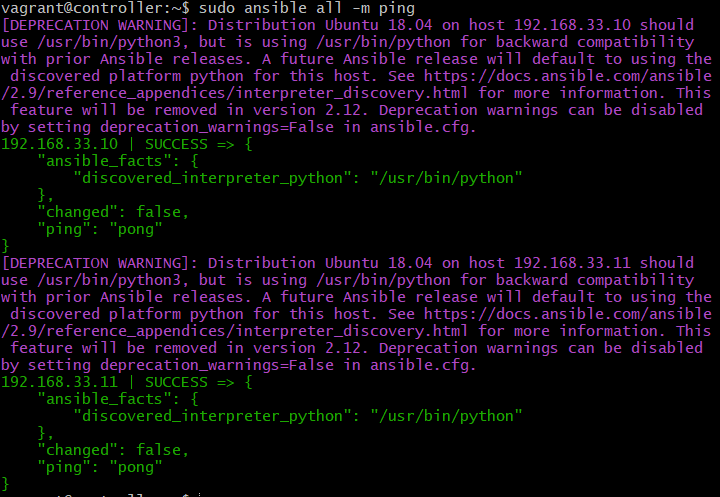 vagrant@controller:~$ sudo ansible all -m ping
[DEPRECATION WARNING]: Distribution Ubuntu 18.04 on host 192.168.33.10 should
use /usr/bin/python3, but is using /usr/bin/python for backward compatibility
with prior Ansible releases. A future Ansible release will default to using the
 discovered platform python for this host. See https://docs.ansible.com/ansible
/2.9/reference_appendices/interpreter_discovery.html for more information. This
 feature will be removed in version 2.12. Deprecation warnings can be disabled
by setting deprecation_warnings=False in ansible.cfg.
192.168.33.10 | SUCCESS => {
    "ansible_facts": {
        "discovered_interpreter_python": "/usr/bin/python"
    },
    "changed": false,
    "ping": "pong"
}
[DEPRECATION WARNING]: Distribution Ubuntu 18.04 on host 192.168.33.11 should
use /usr/bin/python3, but is using /usr/bin/python for backward compatibility
with prior Ansible releases. A future Ansible release will default to using the
 discovered platform python for this host. See https://docs.ansible.com/ansible
/2.9/reference_appendices/interpreter_discovery.html for more information. This
 feature will be removed in version 2.12. Deprecation warnings can be disabled
by setting deprecation_warnings=False in ansible.cfg.
192.168.33.11 | SUCCESS => {
    "ansible_facts": {
        "discovered_interpreter_python": "/usr/bin/python"
    },
    "changed": false,
    "ping": "pong"
}